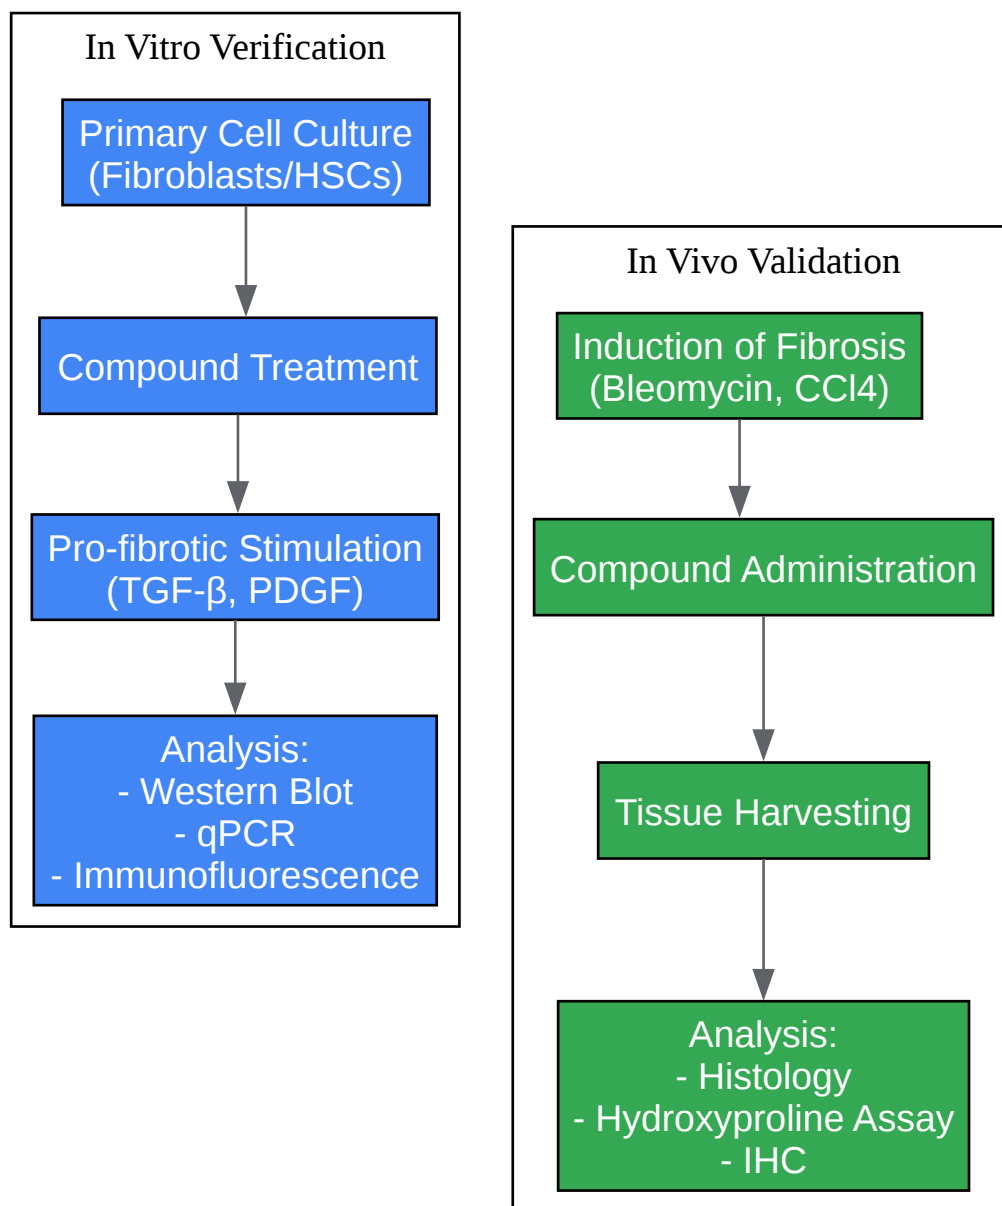 In Vitro Verification
Primary Cell Culture
(Fibroblasts/HSCs)
Compound Treatment
Pro-fibrotic Stimulation
(TGF-β, PDGF)
Analysis:
- Western Blot
- qPCR
- Immunofluorescence
In Vivo Validation
Induction of Fibrosis
(Bleomycin, CCl4)
Compound Administration
Tissue Harvesting
Analysis:
- Histology
- Hydroxyproline Assay
- IHC